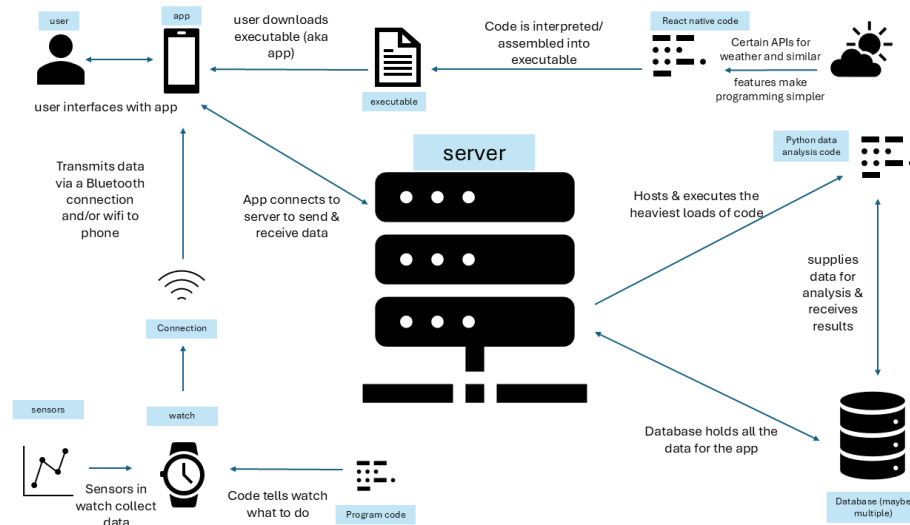 user
app
user downloads
executable (aka
app)
Code is interpreted/
assembled into
executable
React native code
Certain APIs for
weather and similar
features make
programming simpler
executable
user interfaces with app
server
Python data
analysis code
Transmits data
via a Bluetooth
connection
and/or wifi to
phone
App connects to
server to send &
receive data
Hosts & executes the
heaviest loads of code
supplies
data for
analysis &
receives
results
Connection
sensors
watch
Database holds all the
data for the app
Sensors in
watch collect
data
Code tells watch
what to do
Program code
Database (maybe
multiple)